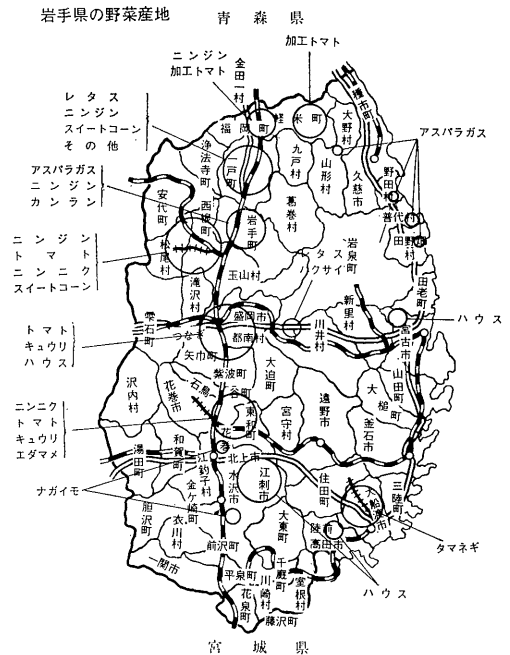 岩手県の野菜産地
青森県
加工トマト
ニンジン
加工トマト
金田一村
レタス
ニンジン
スイートコーン
その他
福岡町
軽米町
大野村
種市町
アスパラガス
浄法寺町
一戸町
九戸村
山形村
久慈市
野田村
普代村
田野畑村
アスパラガス
ニンジン
カンラン
安代町
西根町
岩手町
葛巻村
岩泉町
ニンジン
トマト
ニンニク
スイートコーン
松尾村
玉山村
レタス
ハクサイ
滝沢村
新里村
田老町
ハウス
雫石町
盛岡市
つなぎ
都南村
川井村
宮古市
トマト
キュウリ
ハウス
矢巾町
紫波町
大迫町
山田町
大槌町
沢内村
花巻市
石鳥谷町
東和町
宮守村
遠野市
釜石市
ニンニク
トマト
キュウリ
エダマメ
花巻
湯田町
和賀町
江釣子村
北上市
江刺市
住田町
三陸町
大船渡市
ナガイモ
金ケ崎町
水沢市
胆沢町
衣川村
前沢町
大東町
陸前高田市
タマネギ
一関市
平泉町
川崎村
千厩町
室根村
花泉町
藤沢町
ハウス
宮城県